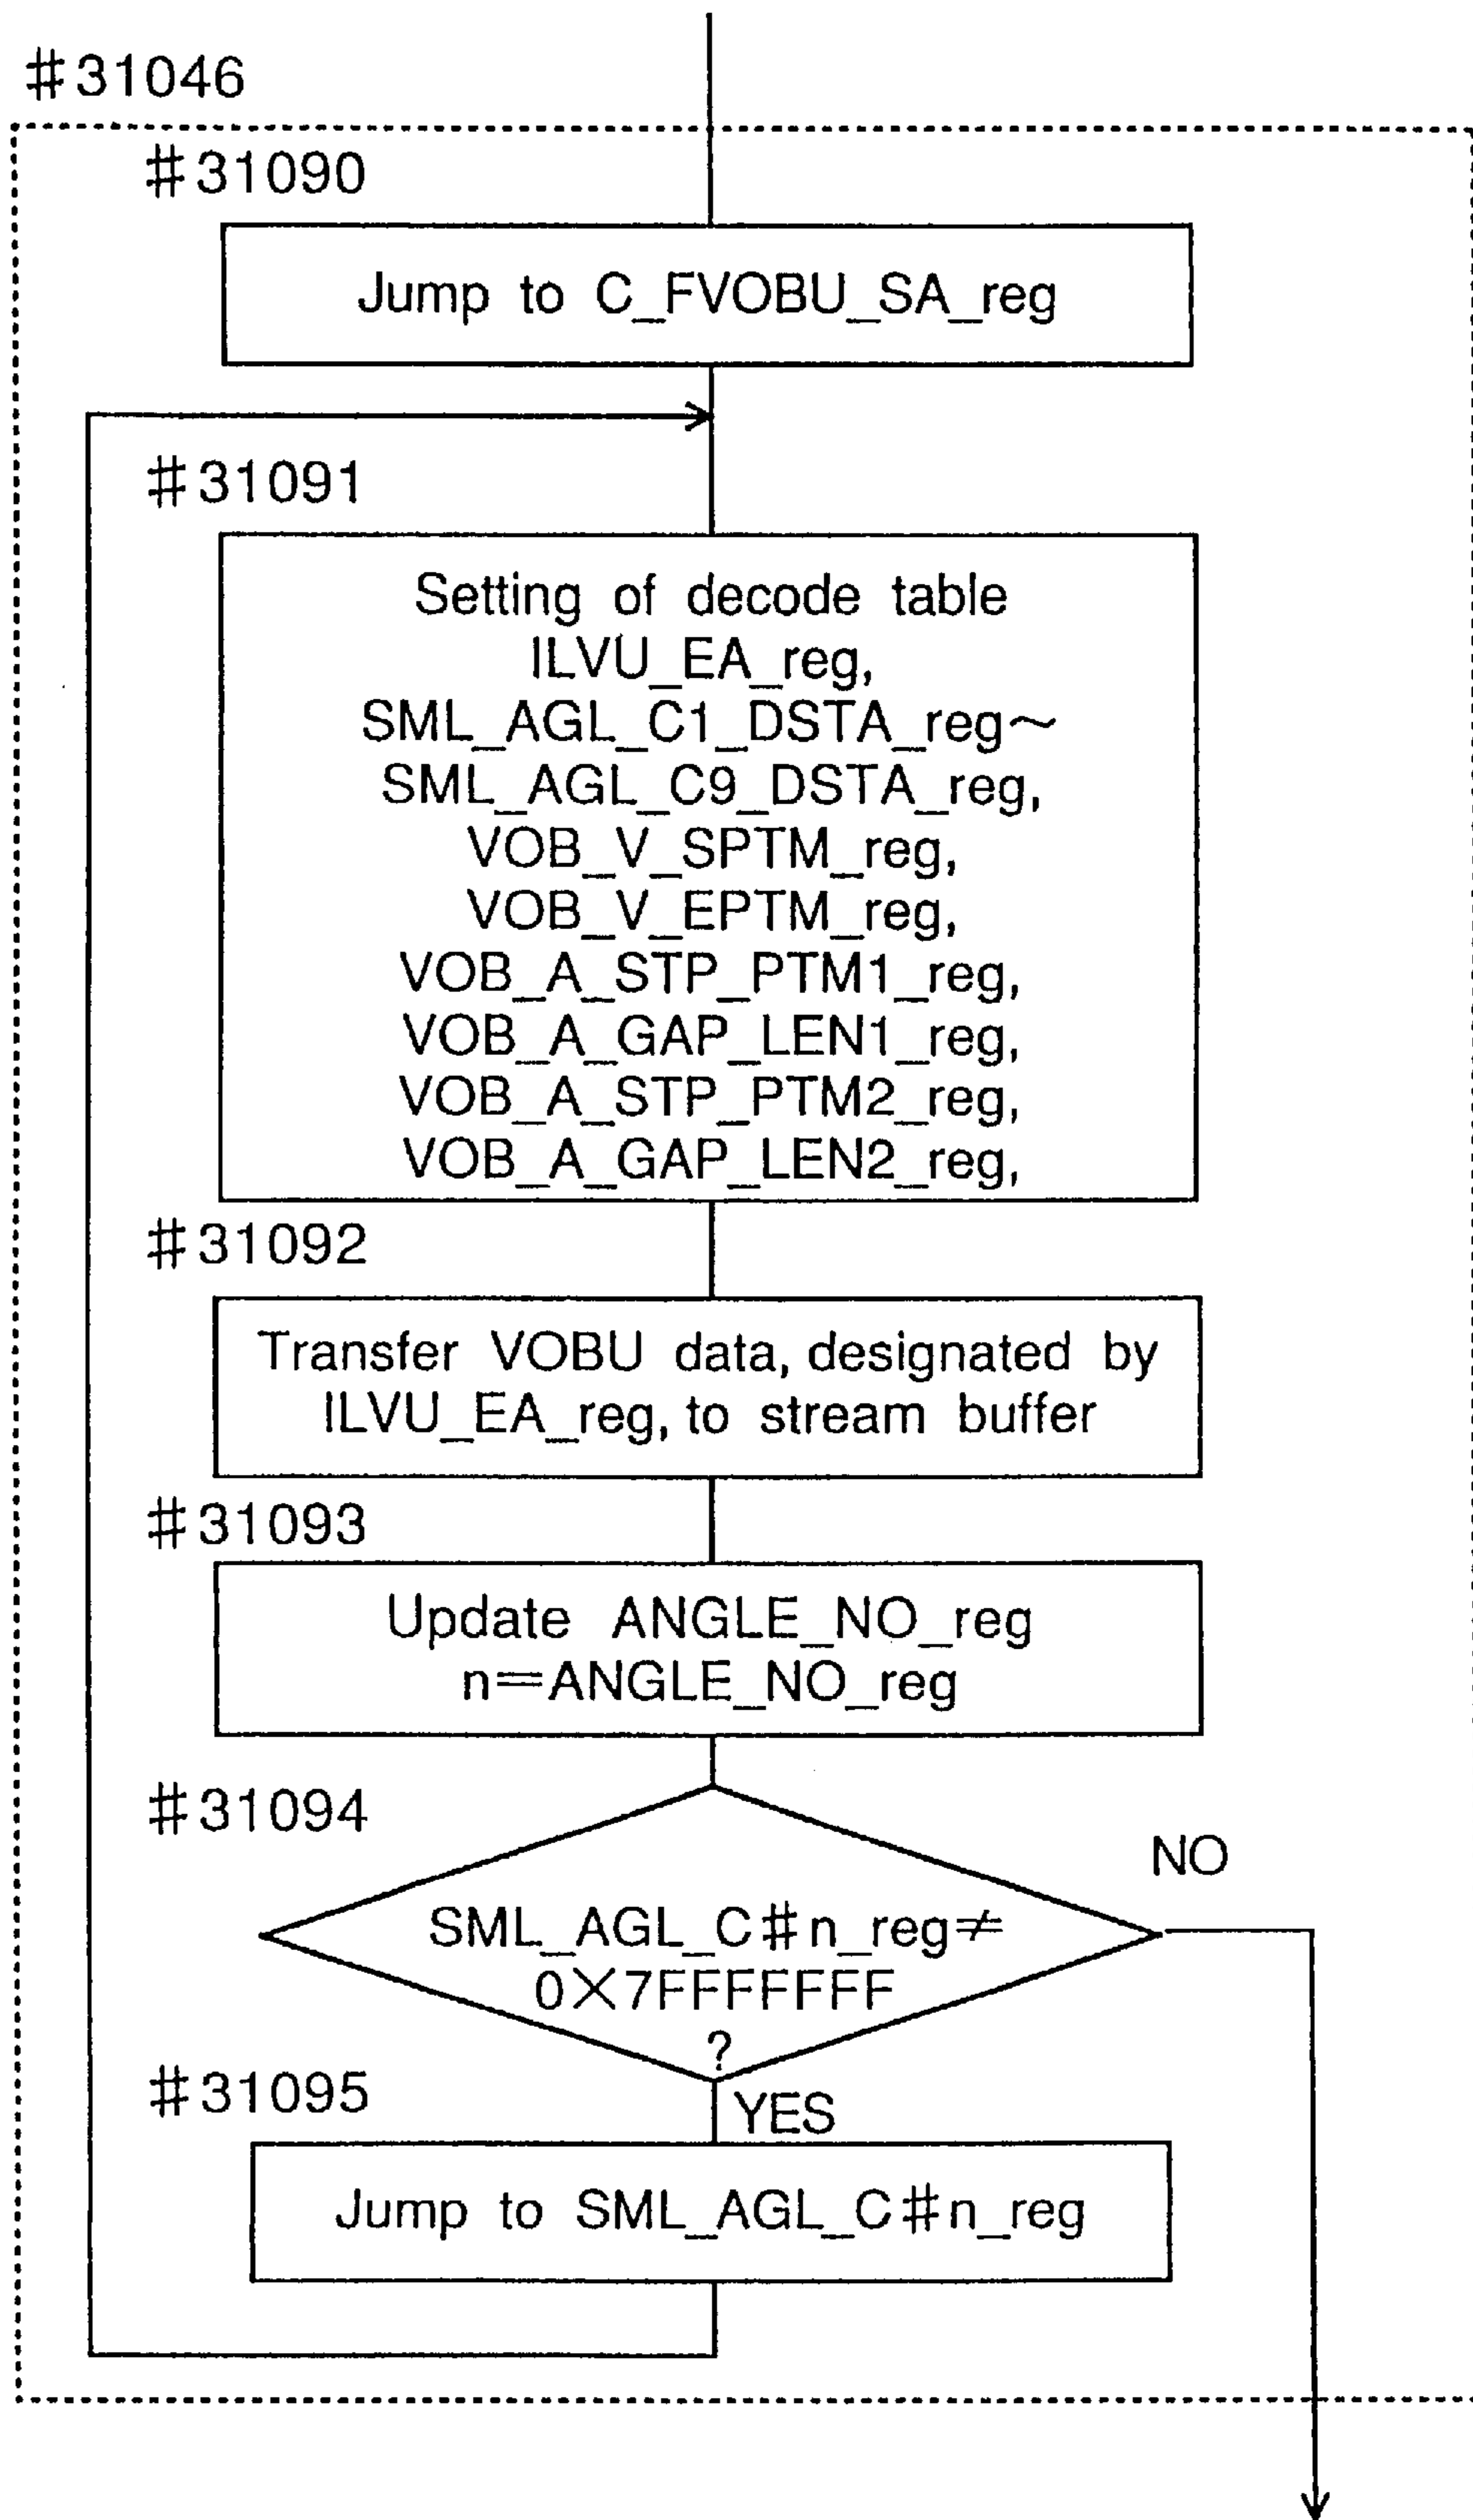 #31046
#31090
Jump to C_FVOBU_SA_reg
#31091
Setting of decode table
ILVU_EA_reg,
SML_AGL_C1_DSTA_reg~
SML_AGL_C9_DSTA_reg,
VOB_V_SPTM_reg,
VOB_V_EPTM_reg,
VOB_A_STP_PTM1_reg,
VOB_A_GAP_LEN1_reg,
VOB_A_STP_PTM2_reg,
VOB_A_GAP_LEN2_reg,
#31092
Transfer VOBU data, designated by
ILVU_EA_reg, to stream buffer
#31093
Update ANGLE_NO_reg
n=ANGLE_NO_reg
#31094
NO
SML_AGL_C#n_reg≠
0X7FFFFFFF
?
#31095
YES
Jump to SML_AGL_C#n_reg